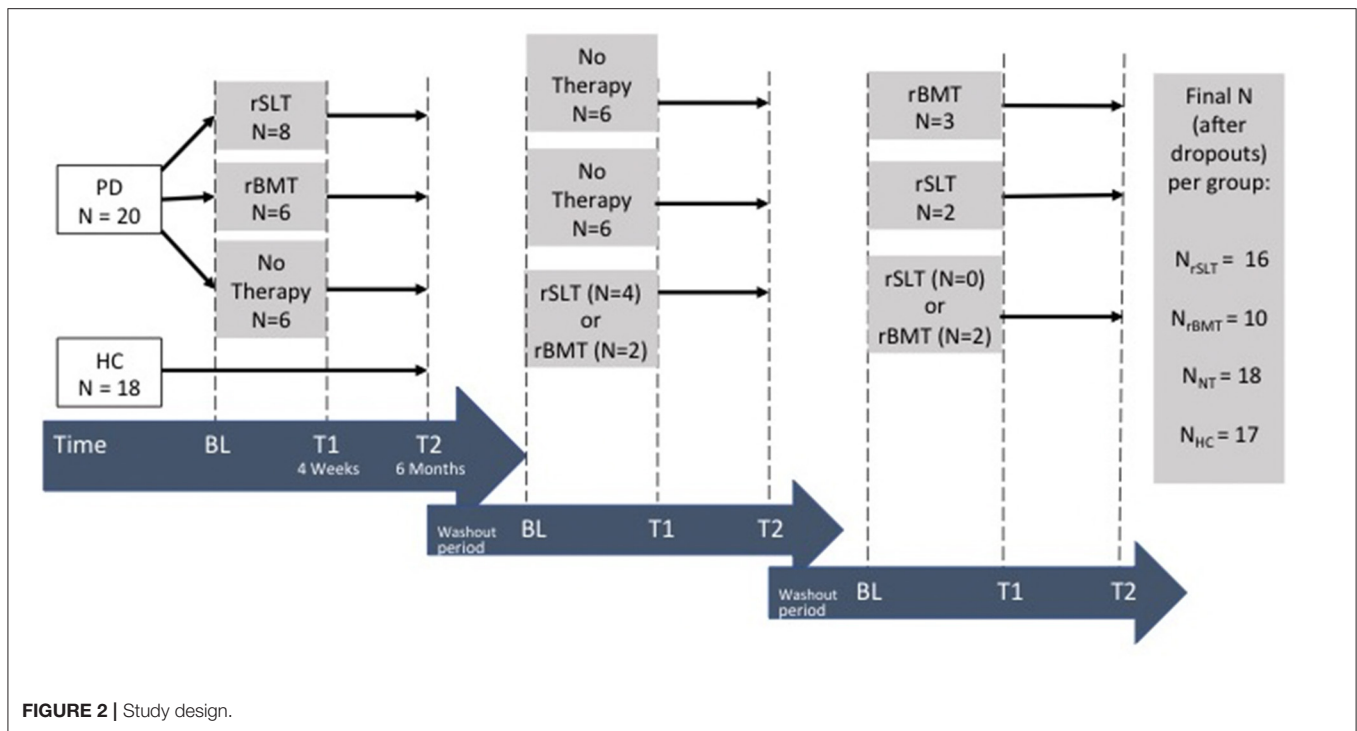 PD
N = 20
HC
N = 18
rSLT
N=8
rBMT
N=6
No
Therapy
N=6
Time
BL
T1
4 Weeks
T2
6 Months
No
Therapy
N=6
No
Therapy
N=6
rSLT (N=4)
or
rBMT (N=2)
Washout
period
BL
T1
T2
rBMT
N=3
rSLT
N=2
rSLT (N=0)
or
rBMT (N=2)
Washout
period
BL
T1
T2
Final N
(after
dropouts)
per group:
NrSLT = 16
NrBMT = 10
NNT = 18
NHC = 17
FIGURE 2 | Study design.